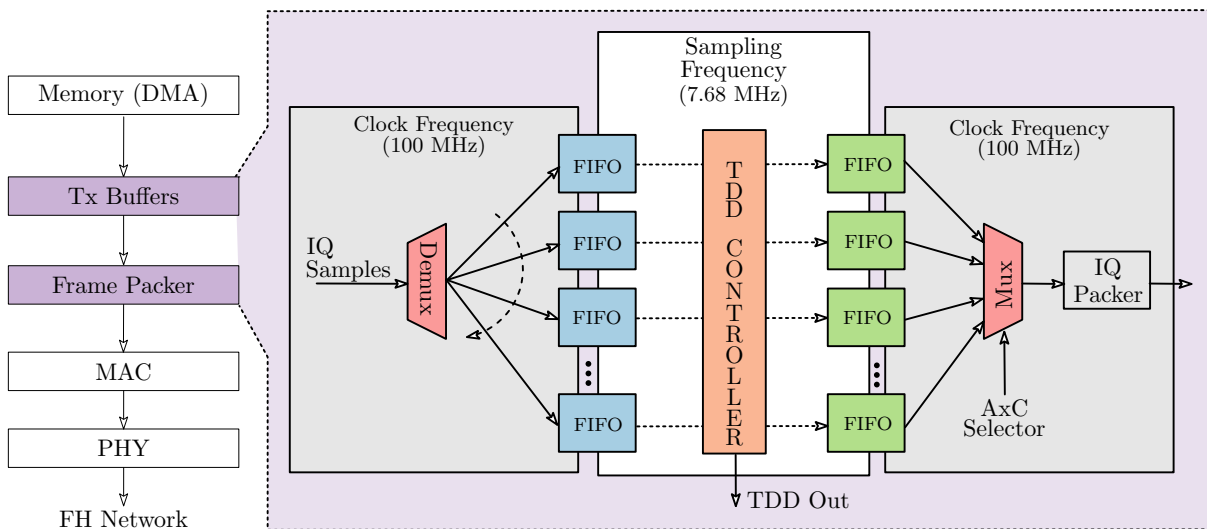 Memory (DMA)
Tx Buffers
Frame Packer
MAC
PHY
FH Network
Clock Frequency
(100 MHz)
IQ
Samples
Demux
FIFO
FIFO
FIFO
FIFO
Sampling
Frequency
(7.68 MHz)
TDD CONTROLLER
TDD Out
FIFO
FIFO
FIFO
FIFO
Clock Frequency
(100 MHz)
Mux
AxC
Selector
IQ
Packer